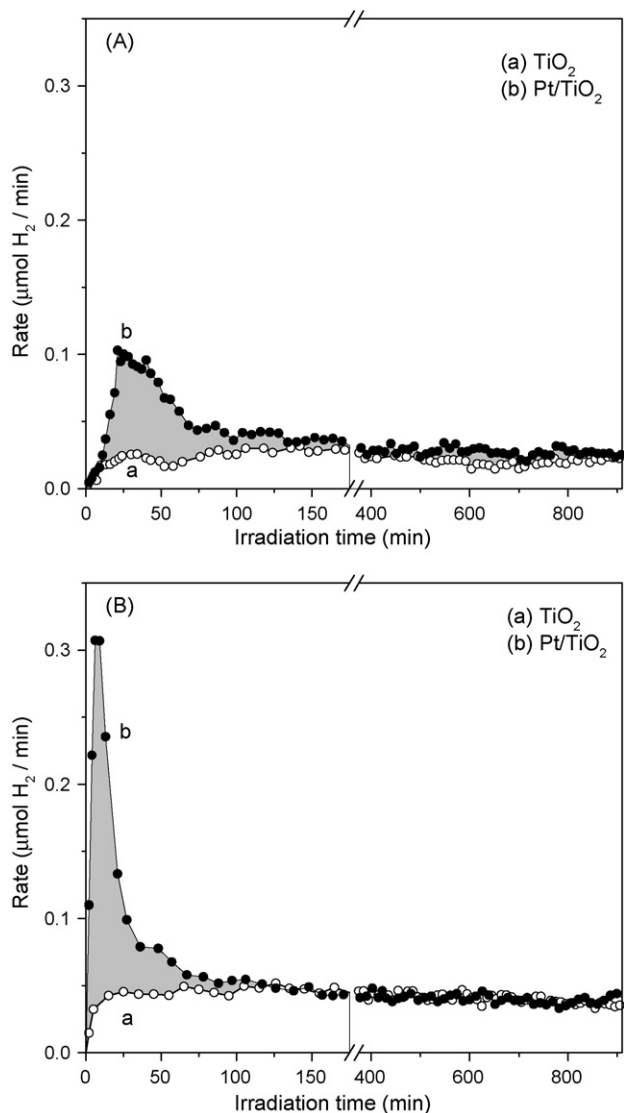 (A)
(a) TiO₂
(b) Pt/TiO₂
0.3
0.2
0.1
0.0
Rate (μmol H₂ / min)
b
a
0 50 100 150 400 600 800
Irradiation time (min)
(B)
(a) TiO₂
(b) Pt/TiO₂
0.3
0.2
0.1
0.0
Rate (μmol H₂ / min)
b
a
0 50 100 150 400 600 800
Irradiation time (min)